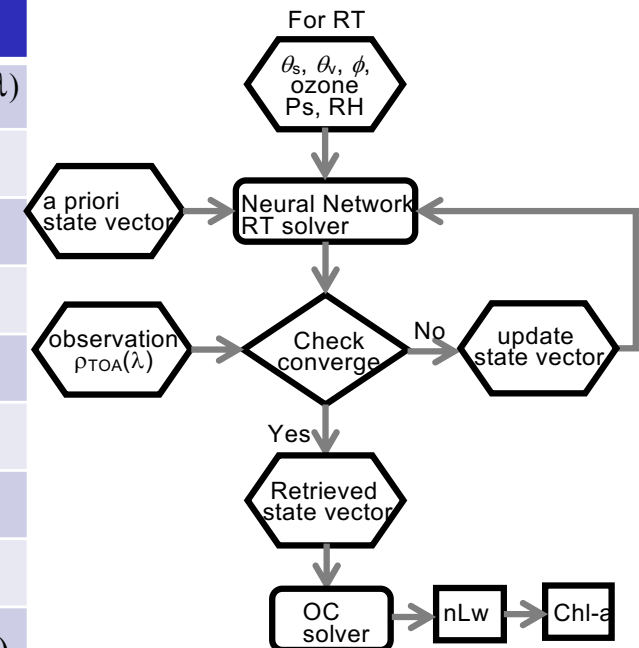 For RT
θs, θv, ϕ,
ozone
Ps, RH
λ)
a priori
state vector
Neural Network
RT solver
observation
ρTOA(λ)
Check
converge
No
update
state vector
Yes
Retrieved
state vector
OC
solver
nLw
Chl-a
)